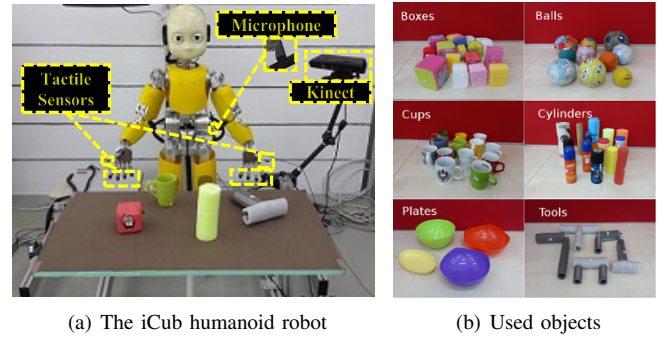 Microphone
Tactile
Sensors
Kinect
Boxes
Balls
Cups
Cylinders
Plates
Tools
(a) The iCub humanoid robot
(b) Used objects